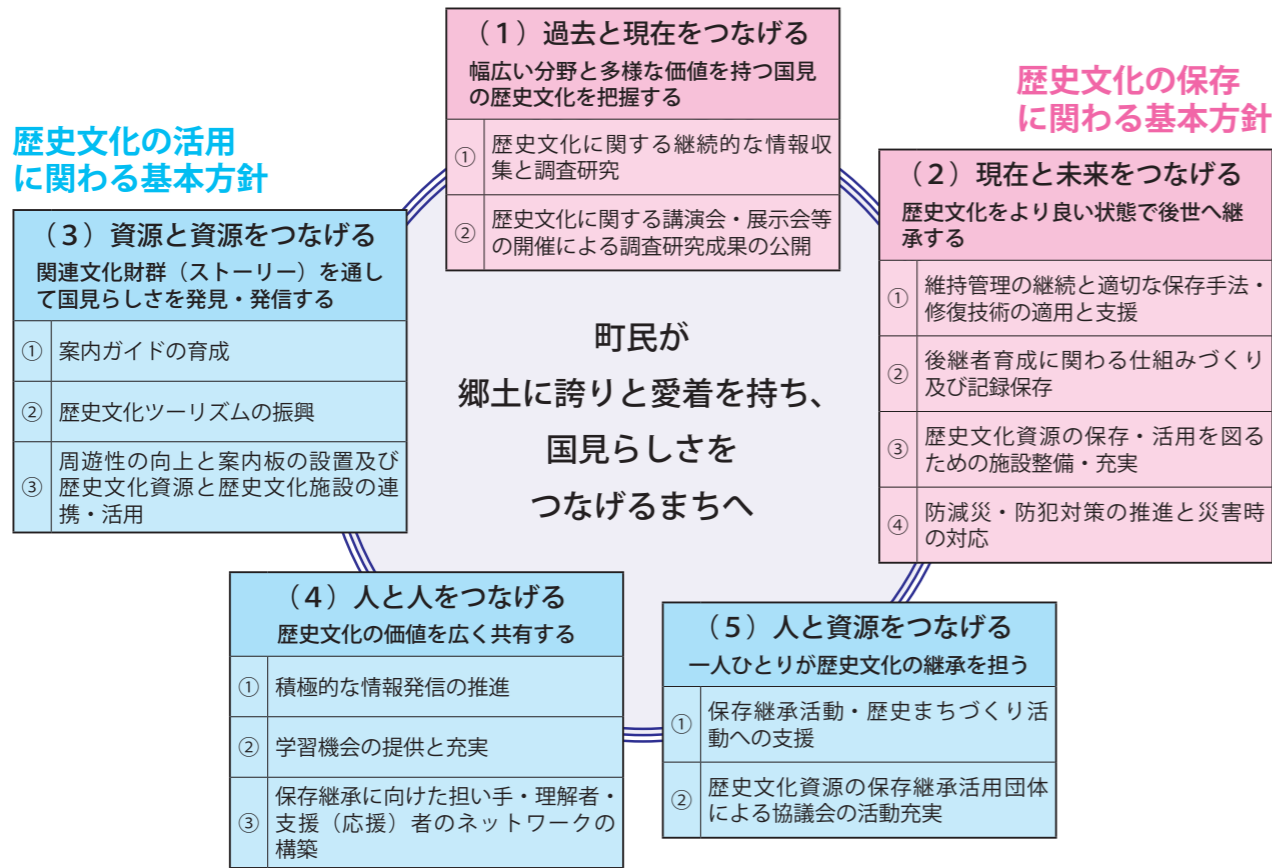 （１）過去と現在をつなげる
幅広い分野と多様な価値を持つ国見
の歴史文化を把握する
① 歴史文化に関する継続的な情報収
集と調査研究
② 歴史文化に関する講演会・展示会等
の開催による調査研究成果の公開
歴史文化の保存
に関わる基本方針
（２）現在と未来をつなげる
歴史文化をより良い状態で後世へ継
承する
① 維持管理の継続と適切な保存手法・
修復技術の適用と支援
② 後継者育成に関わる仕組みづくり
及び記録保存
③ 歴史文化資源の保存・活用を図る
ための施設整備・充実
④ 防減災・防犯対策の推進と災害時
の対応
歴史文化の活用
に関わる基本方針
（３）資源と資源をつなげる
関連文化財群（ストーリー）を通し
て国見らしさを発見・発信する
① 案内ガイドの育成
② 歴史文化ツーリズムの振興
③ 周遊性の向上と案内板の設置及び
歴史文化資源と歴史文化施設の連
携・活用
町民が
郷土に誇りと愛着を持ち、
国見らしさを
つなげるまちへ
（４）人と人をつなげる
歴史文化の価値を広く共有する
① 積極的な情報発信の推進
② 学習機会の提供と充実
③ 保存継承に向けた担い手・理解者・
支援（応援）者のネットワークの
構築
（５）人と資源をつなげる
一人ひとりが歴史文化の継承を担う
① 保存継承活動・歴史まちづくり活
動への支援
② 歴史文化資源の保存継承活用団体
による協議会の活動充実